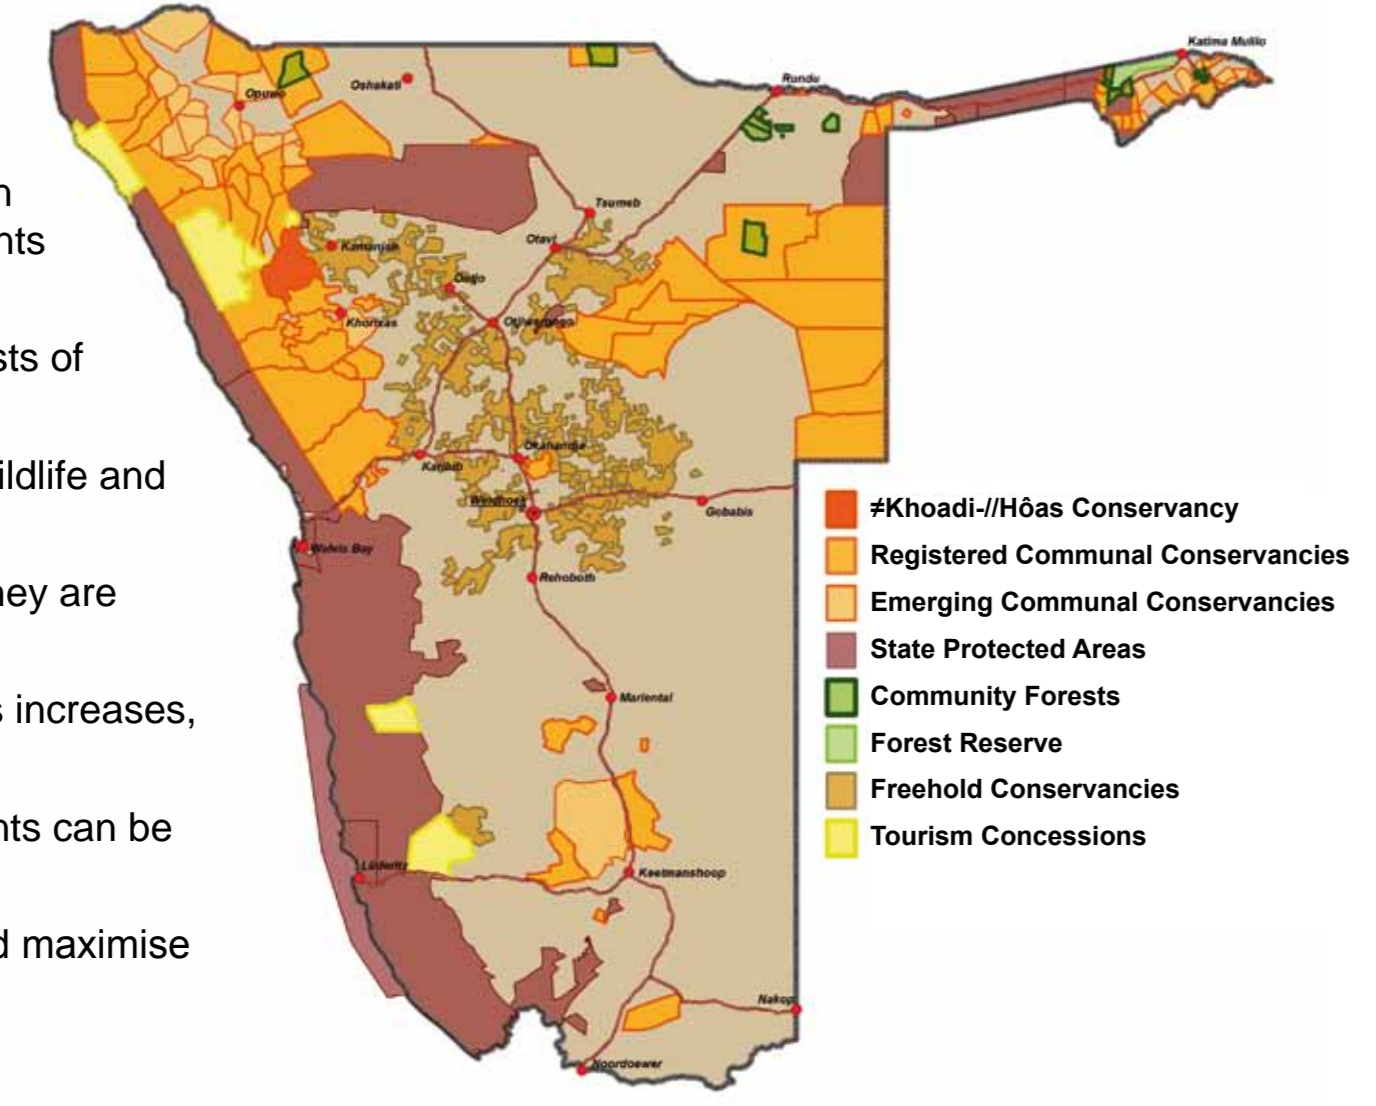 n
nts
sts of
ildlife and
ney are
s increases,
nts can be
d maximise
Katima Mulilo
Rundu
Oshakati
Opuwo
Tsumeb
Otavi
Kamanjab
Outjo
Otjiwarongo
Khorixas
Okahandja
Karibib
Windhoek
Gobabis
Walvis Bay
Rehoboth
Mariental
Lüderitz
Keetmanshoop
Nakop
Noordoewer
≠Khoadi-//Hôas Conservancy
Registered Communal Conservancies
Emerging Communal Conservancies
State Protected Areas
Community Forests
Forest Reserve
Freehold Conservancies
Tourism Concessions